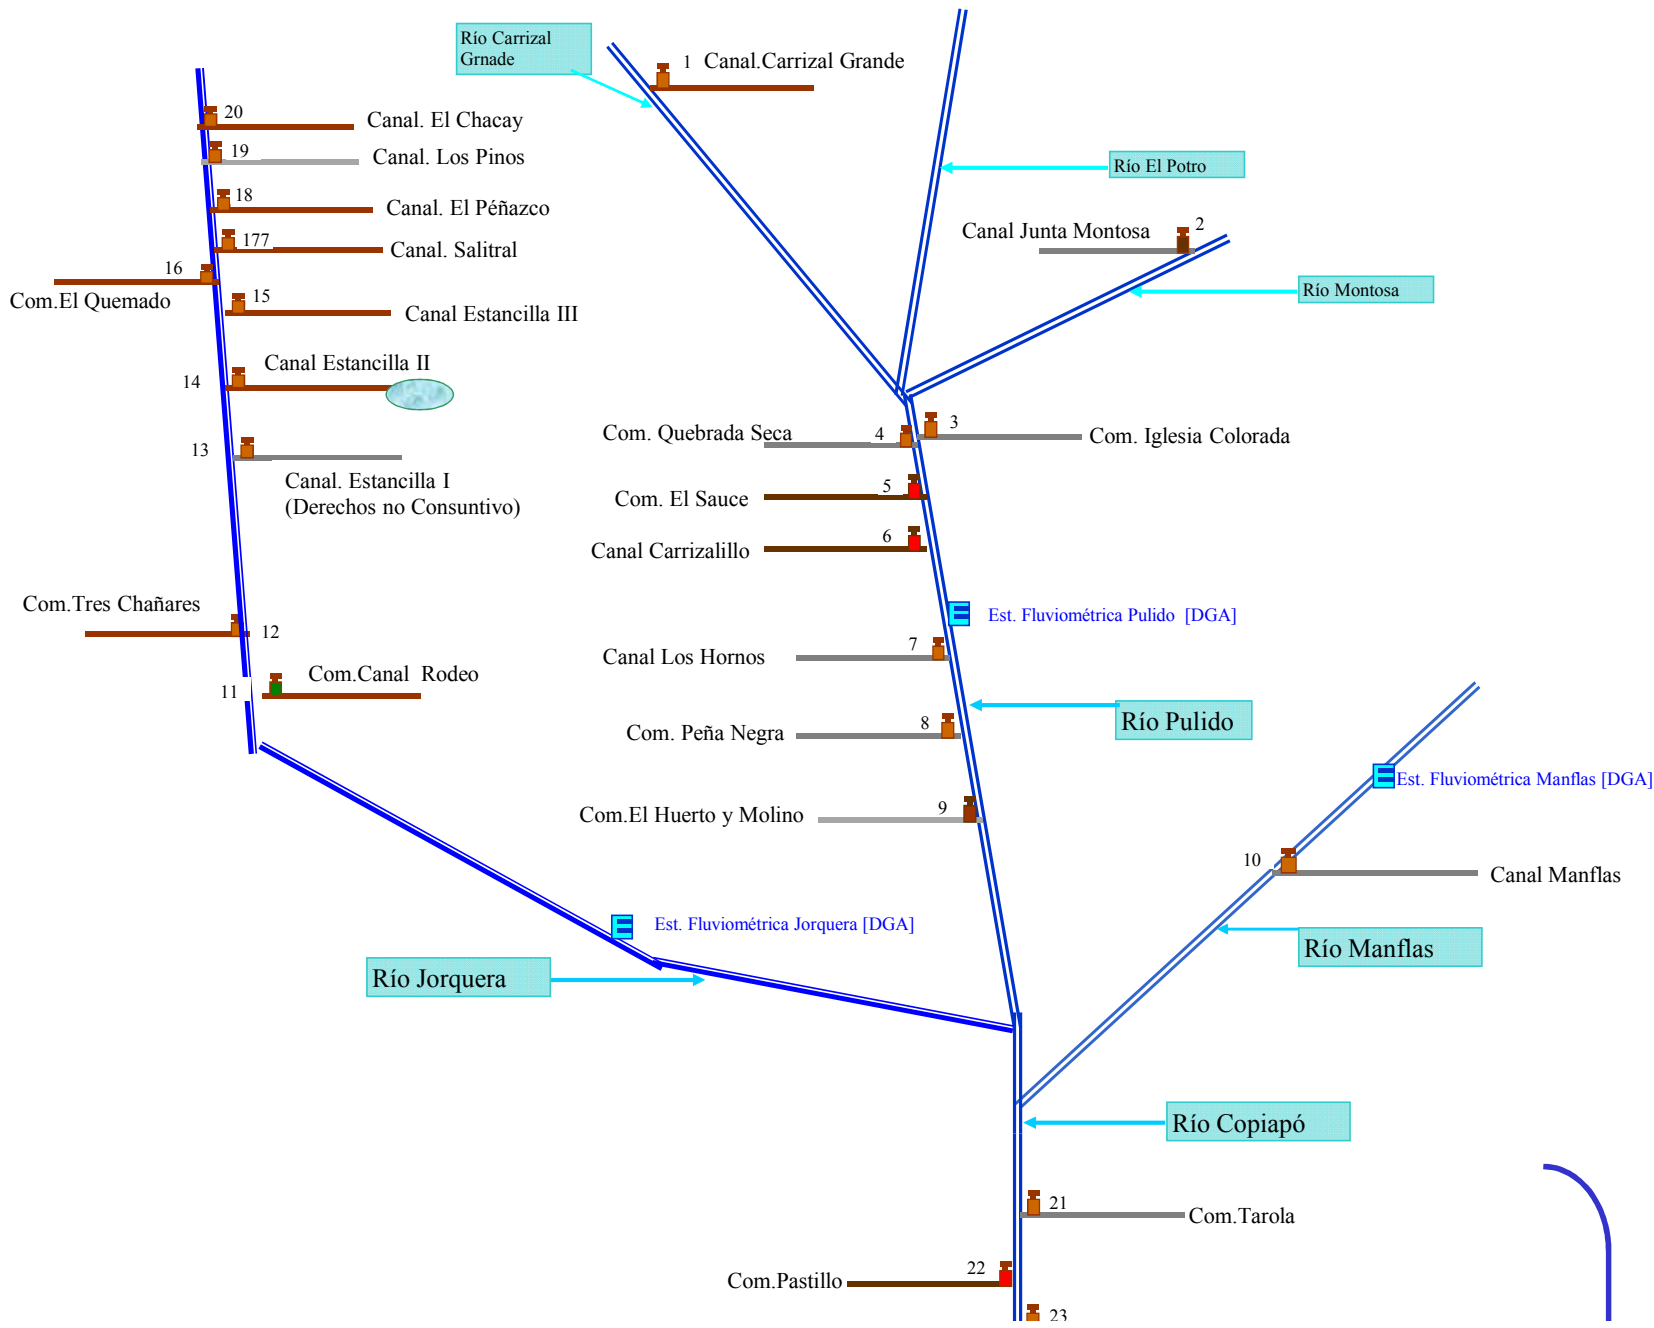 Río Carrizal
Grnade
1 Canal.Carrizal Grande
20
Canal. El Chacay
19
Canal. Los Pinos
Río El Potro
18
Canal. El Péñazco
2
Canal Junta Montosa
177
Canal. Salitral
16
Com.El Quemado
15
Canal Estancilla III
Río Montosa
Canal Estancilla II
14
Com. Quebrada Seca
4
3
Com. Iglesia Colorada
13
Canal. Estancilla I
(Derechos no Consuntivo)
5
Com. El Sauce
6
Canal Carrizalillo
Com.Tres Chañares
12
Est. Fluviométrica Pulido [DGA]
7
Canal Los Hornos
Com.Canal Rodeo
11
8
Com. Peña Negra
Río Pulido
Est. Fluviométrica Manflas [DGA]
9
Com.El Huerto y Molino
10
Canal Manflas
Est. Fluviométrica Jorquera [DGA]
Río Manflas
Río Jorquera
Río Copiapó
21
Com.Tarola
22
Com.Pastillo
23